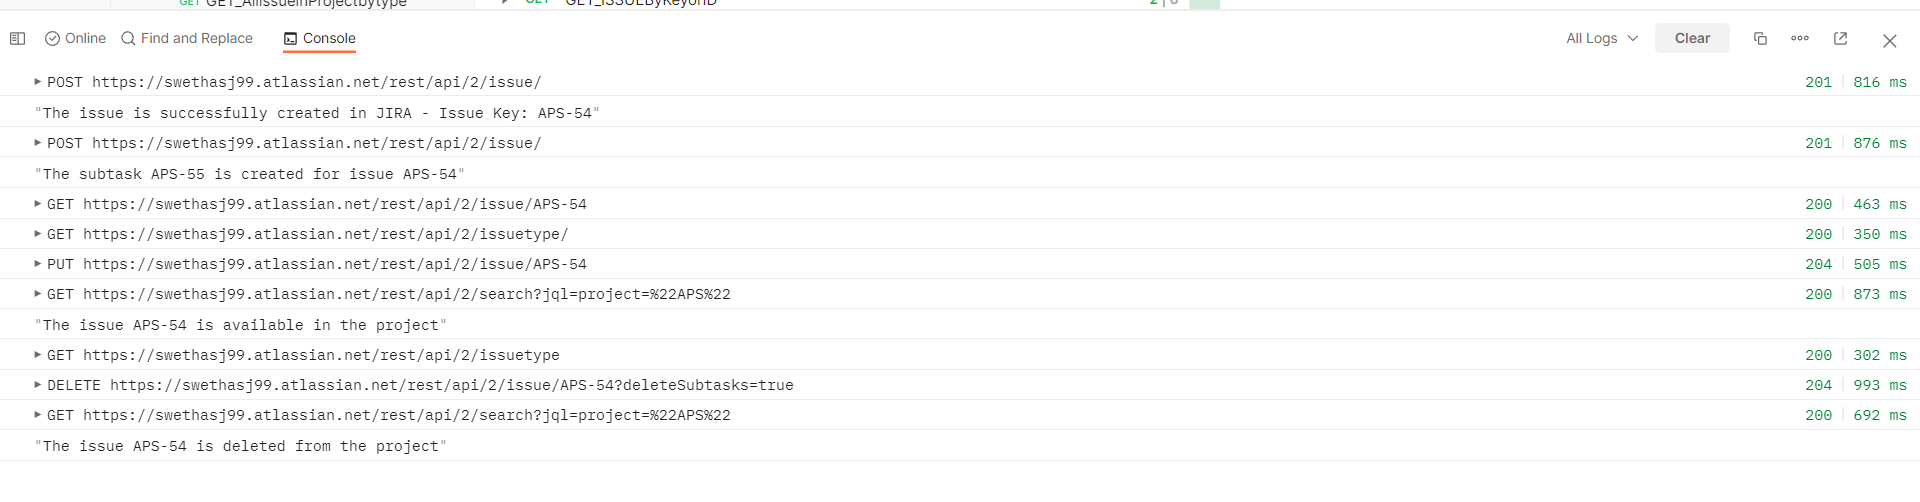 GET GET_AllIssueinProjectbytype GET GET_ISSUEByKeyorID 2 | 0
Online Find and Replace Console All Logs Clear
POST https://swethasj99.atlassian.net/rest/api/2/issue/ 201 816 ms
"The issue is successfully created in JIRA - Issue Key: APS-54"
POST https://swethasj99.atlassian.net/rest/api/2/issue/ 201 876 ms
"The subtask APS-55 is created for issue APS-54"
GET https://swethasj99.atlassian.net/rest/api/2/issue/APS-54 200 463 ms
GET https://swethasj99.atlassian.net/rest/api/2/issuetype/ 200 350 ms
PUT https://swethasj99.atlassian.net/rest/api/2/issue/APS-54 204 505 ms
GET https://swethasj99.atlassian.net/rest/api/2/search?jql=project=%22APS%22 200 873 ms
"The issue APS-54 is available in the project"
GET https://swethasj99.atlassian.net/rest/api/2/issuetype 200 302 ms
DELETE https://swethasj99.atlassian.net/rest/api/2/issue/APS-54?deleteSubtasks=true 204 993 ms
GET https://swethasj99.atlassian.net/rest/api/2/search?jql=project=%22APS%22 200 692 ms
"The issue APS-54 is deleted from the project"